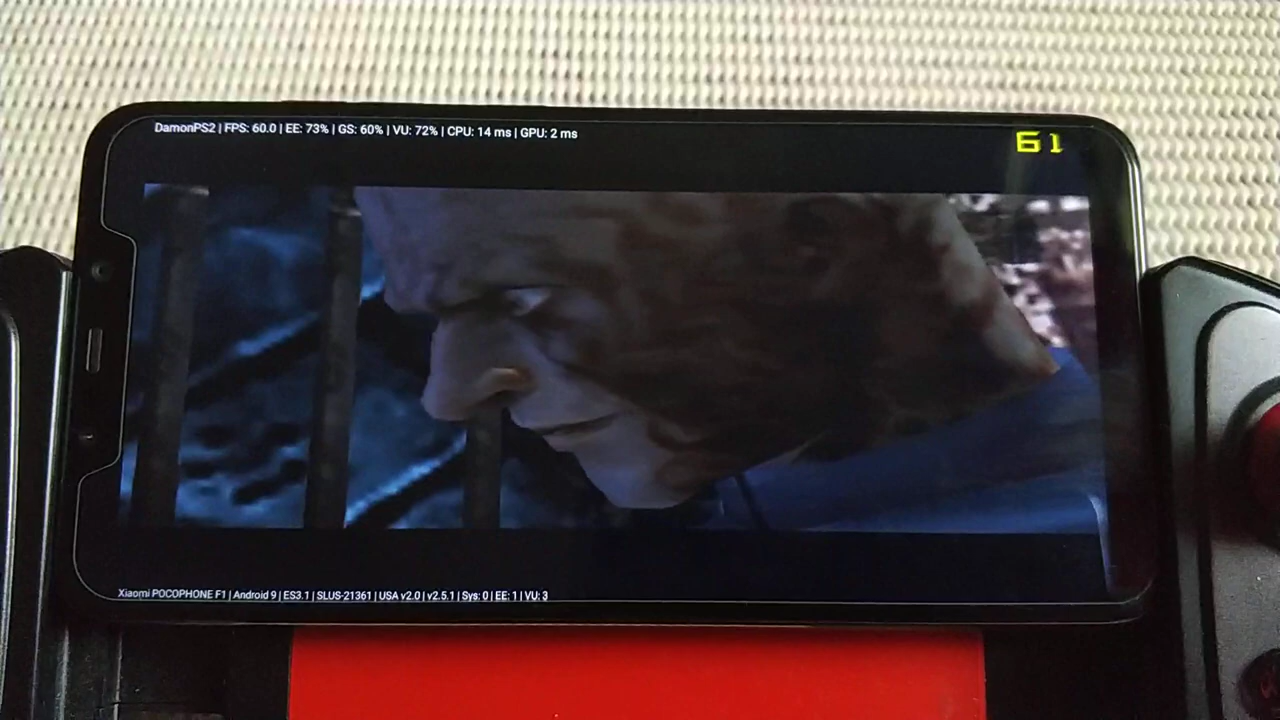 DamonPS2 | FPS: 60.0 | EE: 73% | GS: 60% | VU: 72% | CPU: 14 ms | GPU: 2 ms
61
Xiaomi POCOPHONE F1 | Android 9 | ES3.1 | SLUS-21361 | USA v2.0 | v2.5.1 | Sys: 0 | EE: 1 | VU: 3